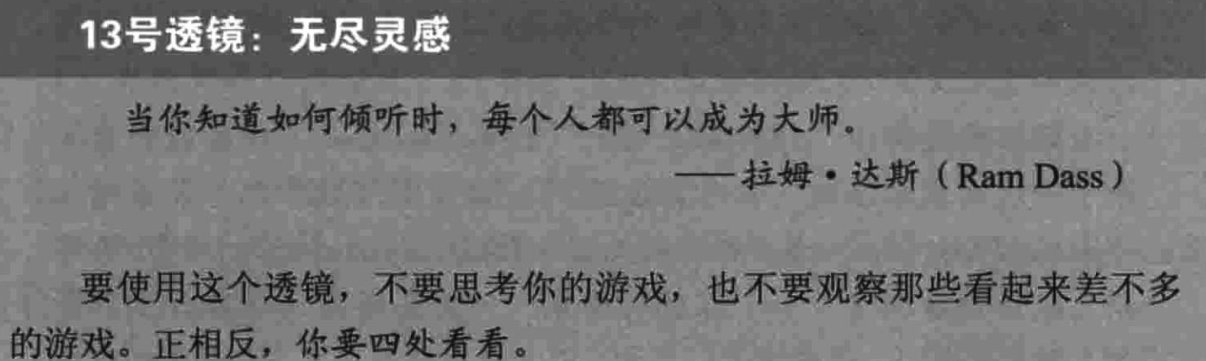 13号透镜：无尽灵感
当你知道如何倾听时，每个人都可以成为大师。
——拉姆·达斯（Ram Dass）
要使用这个透镜，不要思考你的游戏，也不要观察那些看起来差不多
的游戏。正相反，你要四处看看。